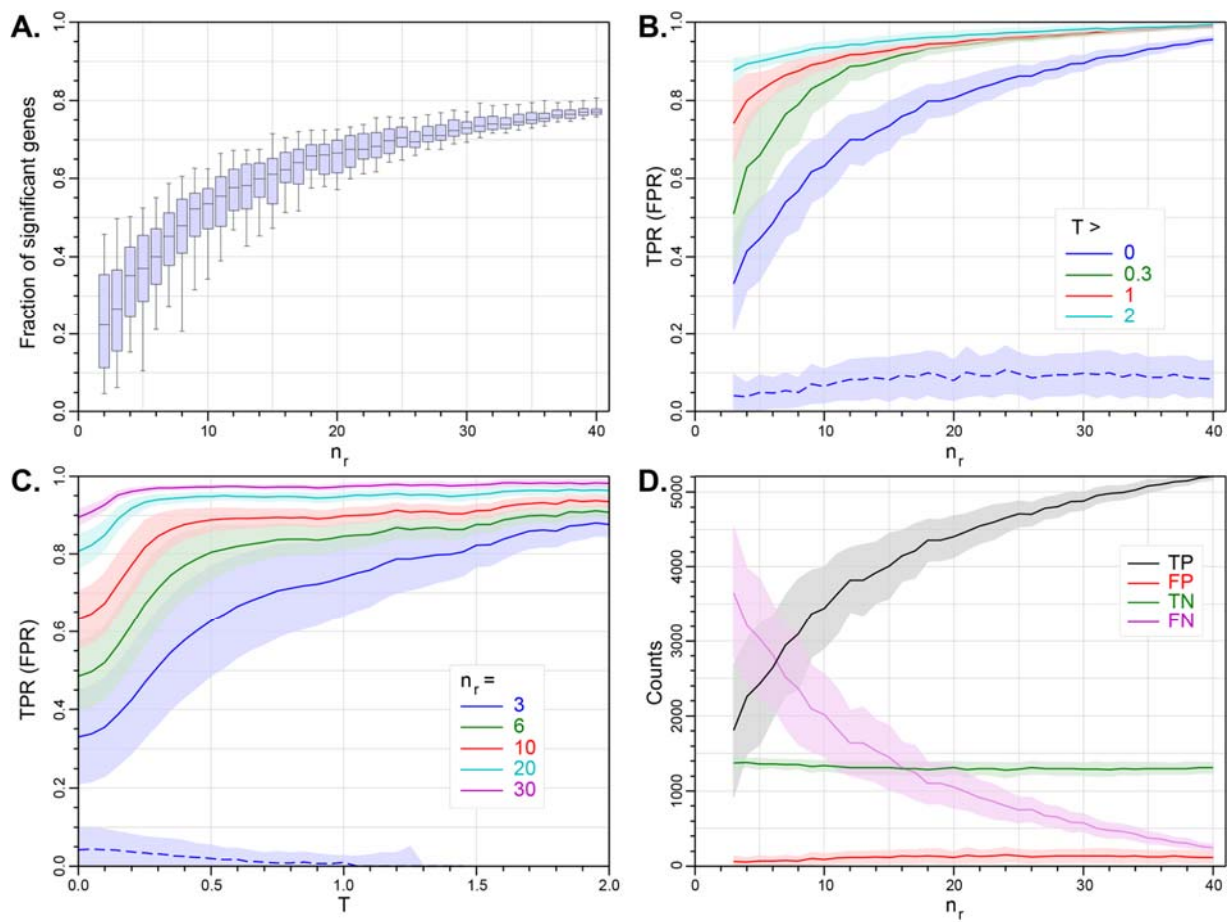 A.
Fraction of significant genes
0.0 0.2 0.4 0.6 0.8 1.0
0 10 20 30 40
n_r
B.
TPR (FPR)
0.0 0.2 0.4 0.6 0.8 1.0
T >
0
0.3
1
2
0 10 20 30 40
n_r
C.
TPR (FPR)
0.0 0.2 0.4 0.6 0.8 1.0
n_r =
3
6
10
20
30
0.0 0.5 1.0 1.5 2.0
T
D.
Counts
0 1000 2000 3000 4000 5000
TP
FP
TN
FN
0 10 20 30 40
n_r